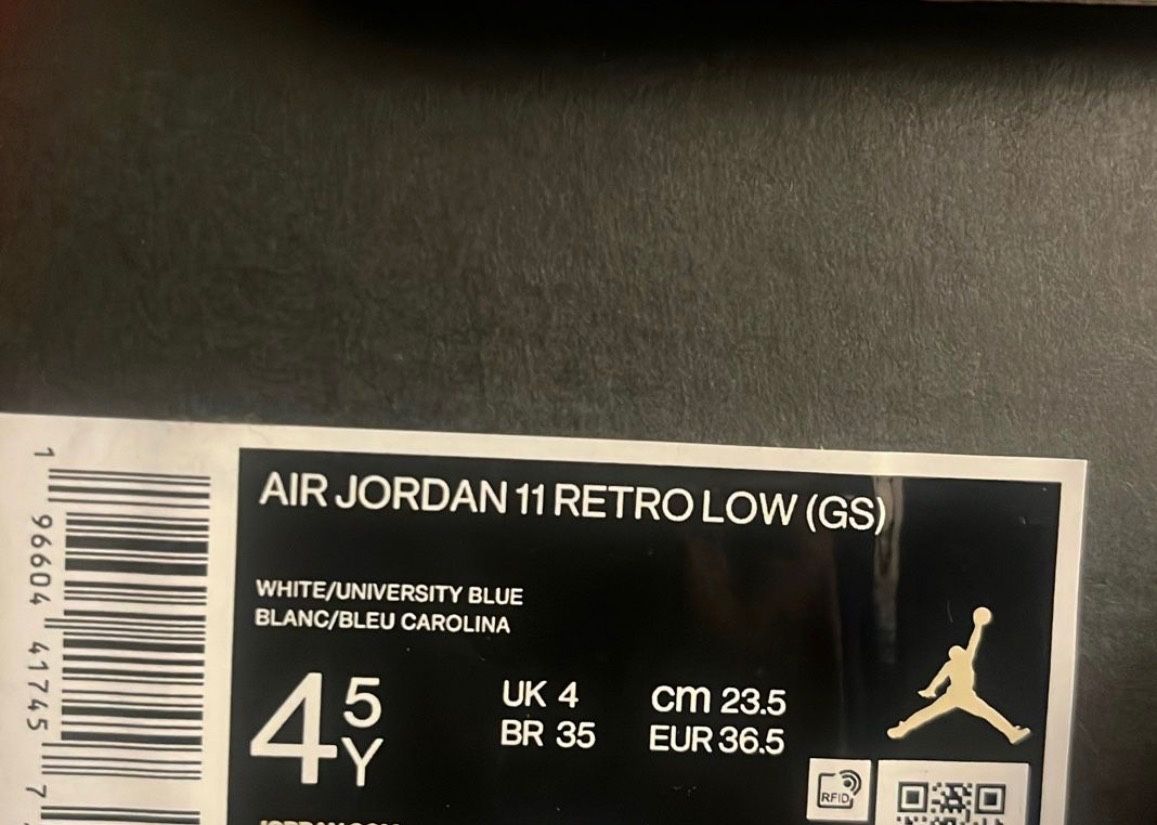 AIR JORDAN 11 RETRO LOW (GS)
WHITE/UNIVERSITY BLUE
BLANC/BLEU CAROLINA
4 5 Y
UK 4 cm 23.5
BR 35 EUR 36.5
RFID
1 96604 41745 7